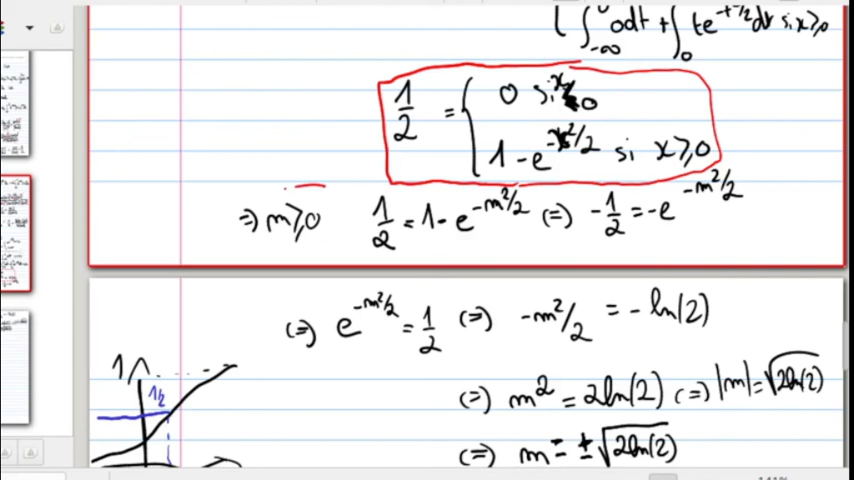 ∫_{-∞}^{0} 0dt + ∫_{0} te^{-t²/2}dt si x⩾0
1/2 = { 0 si x<0
1 - e^{-x²/2} si x⩾0
⇒ m⩾0 1/2 = 1 - e^{-m²/2} ⇔ -1/2 = -e^{-m²/2}
⇔ e^{-m²/2} = 1/2 ⇔ -m²/2 = -ln(2)
⇔ m² = 2ln(2) ⇔ |m| = √2ln(2)
⇔ m = ± √2ln(2)
1
1/2